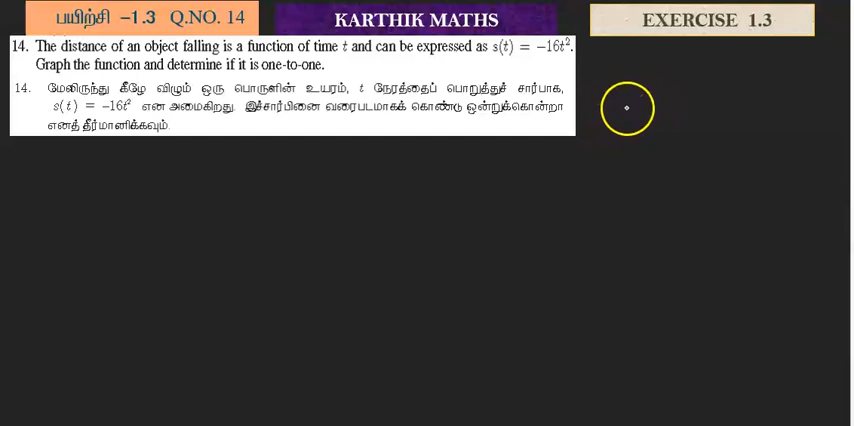 பயிற்சி -1.3 Q.NO. 14
KARTHIK MATHS
EXERCISE 1.3
14. The distance of an object falling is a function of time t and can be expressed as s(t) = -16t².
Graph the function and determine if it is one-to-one.
14. மேலிருந்து கீழே விழும் ஒரு பொருளின் உயரம், t நேரத்தைப் பொறுத்துச் சார்பாக,
s(t) = -16t² என அமைகிறது. இச்சார்பினை வரைபடமாகக் கொண்டு ஒன்றுக்கொன்றா
எனத் தீர்மானிக்கவும்.